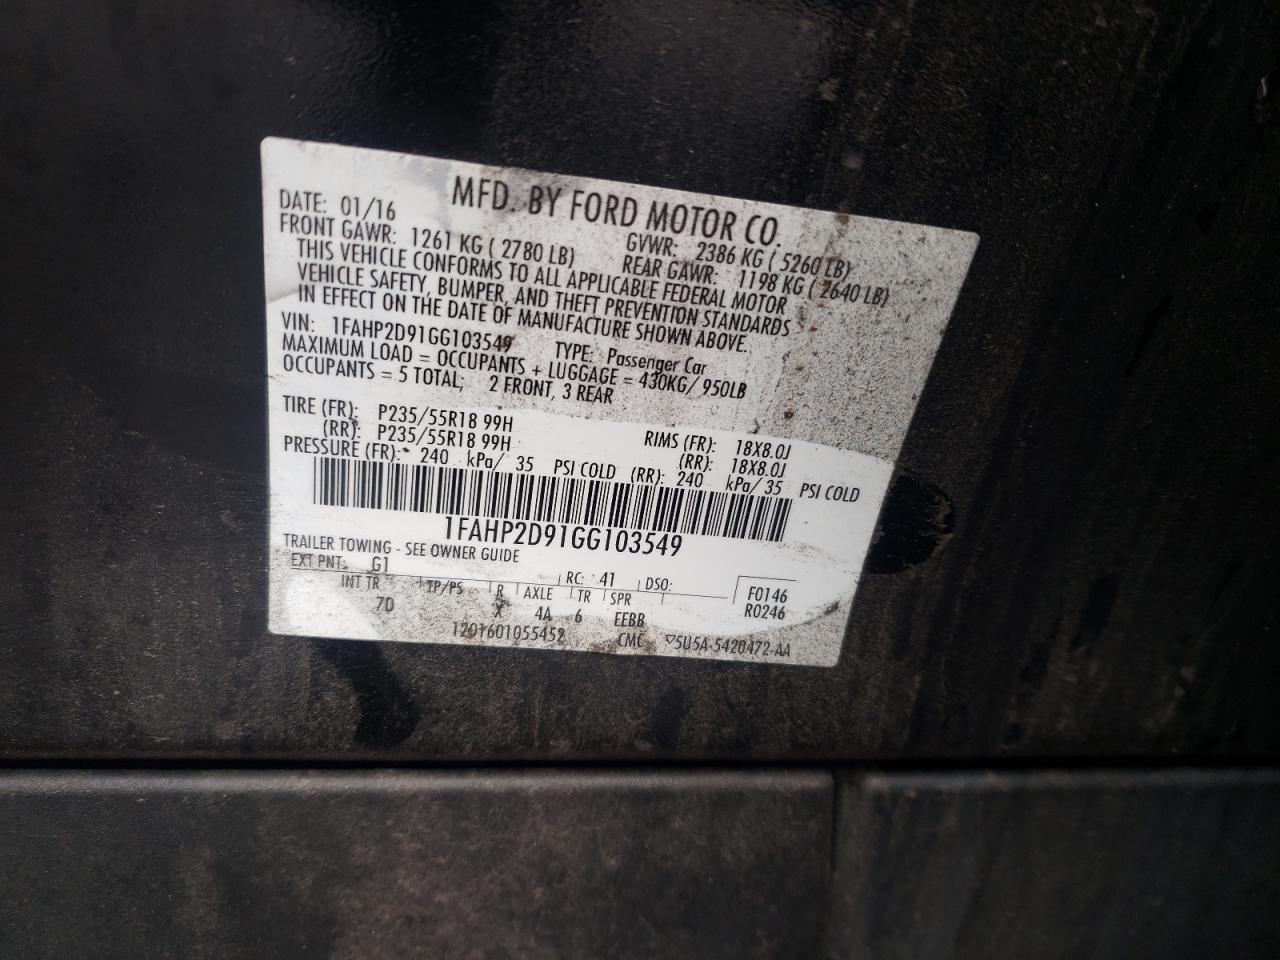 MFD. BY FORD MOTOR CO.
DATE: 01/16 GVWR: 2386 KG ( 5260 LB)
FRONT GAWR: 1261 KG ( 2780 LB) REAR GAWR: 1198 KG ( 2640 LB)
THIS VEHICLE CONFORMS TO ALL APPLICABLE FEDERAL MOTOR
VEHICLE SAFETY, BUMPER, AND THEFT PREVENTION STANDARDS
IN EFFECT ON THE DATE OF MANUFACTURE SHOWN ABOVE.
VIN: 1FAHP2D91GG103549 TYPE: Passenger Car
MAXIMUM LOAD = OCCUPANTS + LUGGAGE = 430KG/ 950LB
OCCUPANTS = 5 TOTAL; 2 FRONT, 3 REAR
TIRE (FR): P235/55R18 99H RIMS (FR): 18X8.0J
(RR): P235/55R18 99H (RR): 18X8.0J
PRESSURE (FR): 240 kPa/ 35 PSI COLD (RR): 240 kPa/ 35 PSI COLD
1FAHP2D91GG103549
TRAILER TOWING - SEE OWNER GUIDE
EXT PNT: G1 RC: 41 DSO: F0146
INT TR TP/PS R AXLE TR SPR R0246
7D X 4A 6 EEBB
1201601055452 CMC ▽5U5A-5420472-AA